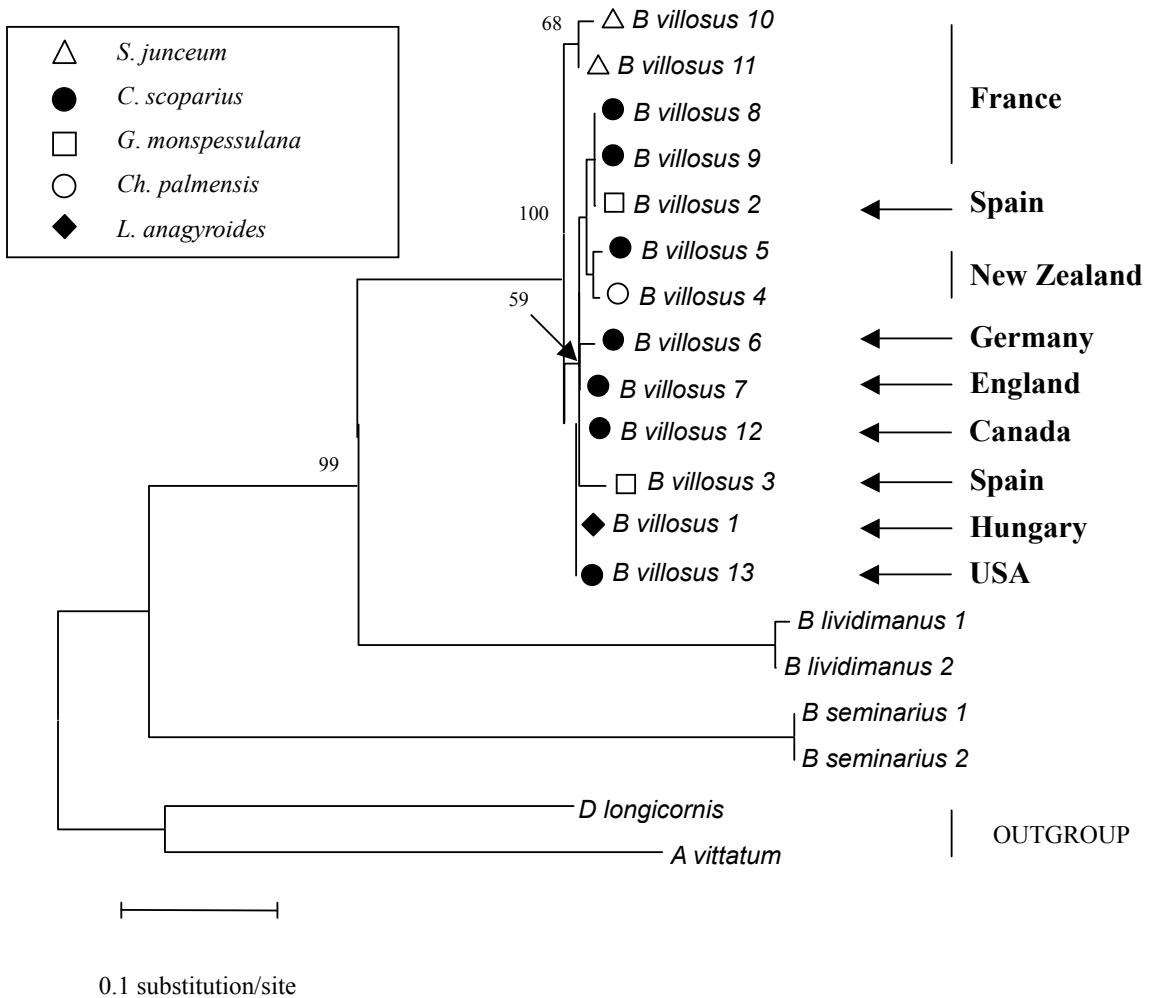 S. junceum
C. scoparius
G. monspessulana
Ch. palmensis
L. anagyroides
68
B villosus 10
B villosus 11
France
B villosus 8
B villosus 9
100
B villosus 2
Spain
B villosus 5
New Zealand
B villosus 4
59
B villosus 6
Germany
B villosus 7
England
B villosus 12
Canada
99
B villosus 3
Spain
B villosus 1
Hungary
B villosus 13
USA
B lividimanus 1
B lividimanus 2
B seminarius 1
B seminarius 2
D longicornis
OUTGROUP
A vittatum
0.1 substitution/site